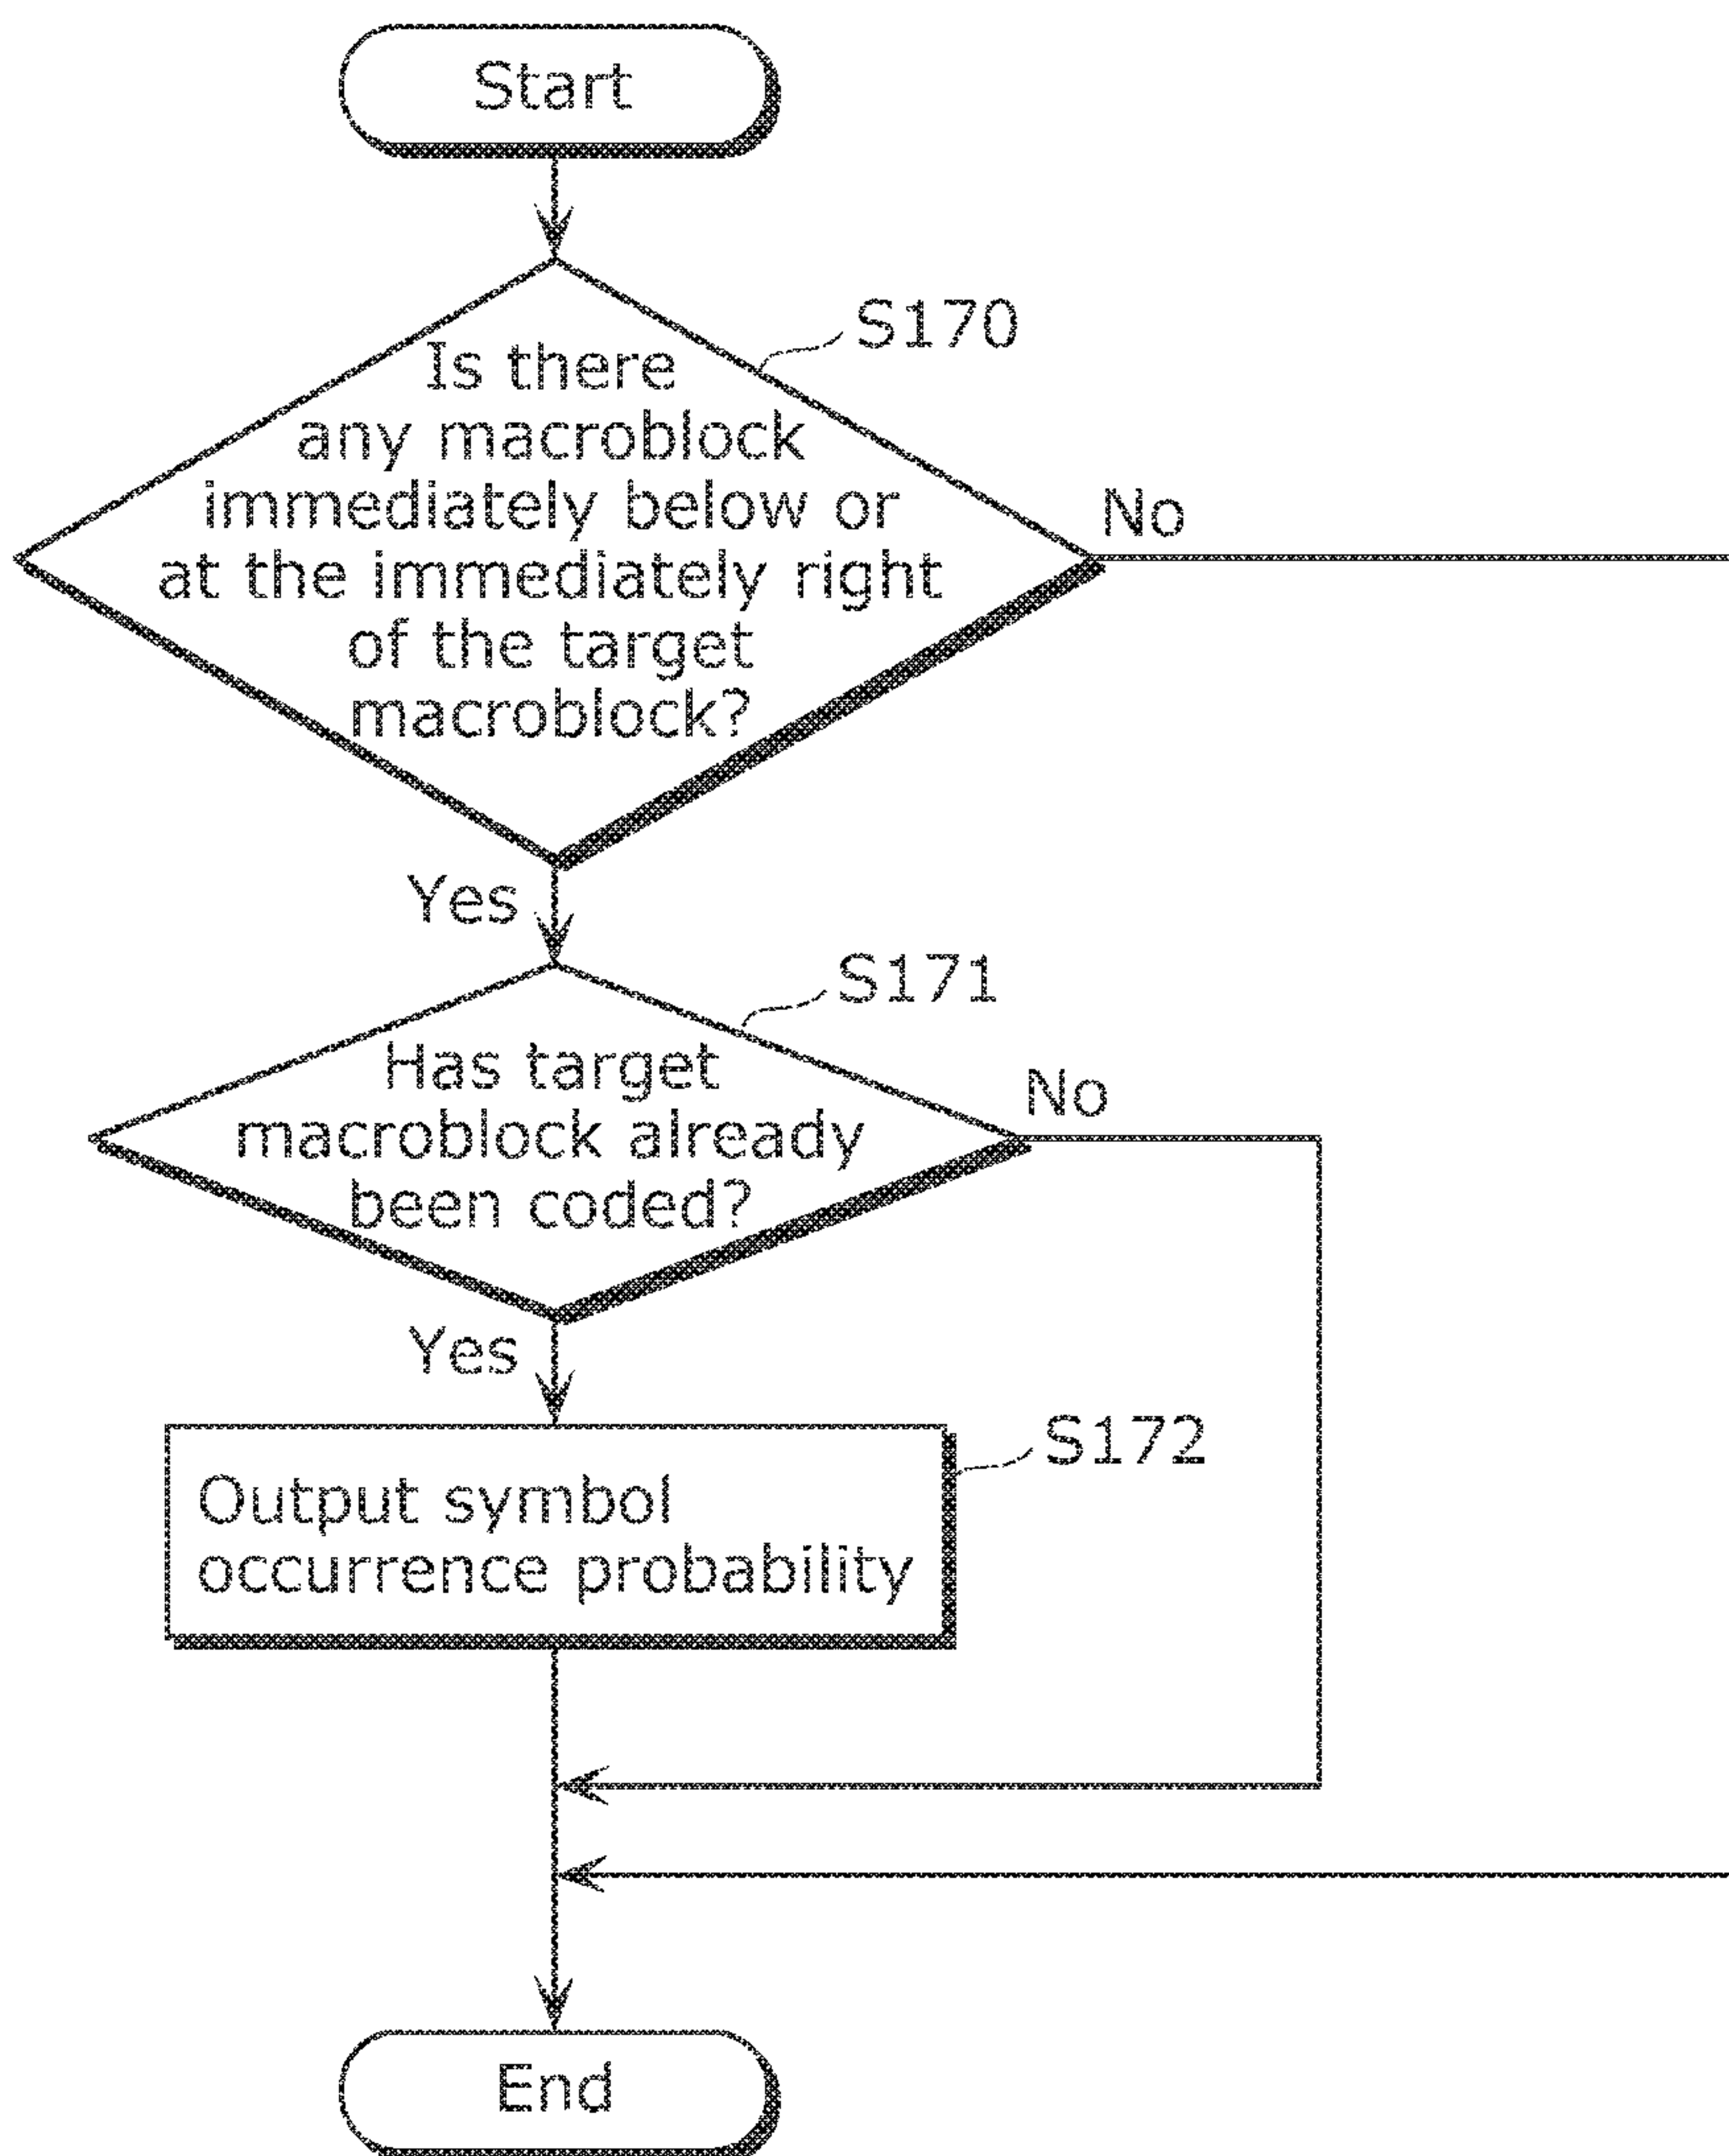 Start
S170
Is there
any macroblock
immediately below or
at the immediately right
of the target
macroblock?
No
Yes
S171
Has target
macroblock already
been coded?
No
Yes
S172
Output symbol
occurrence probability
End